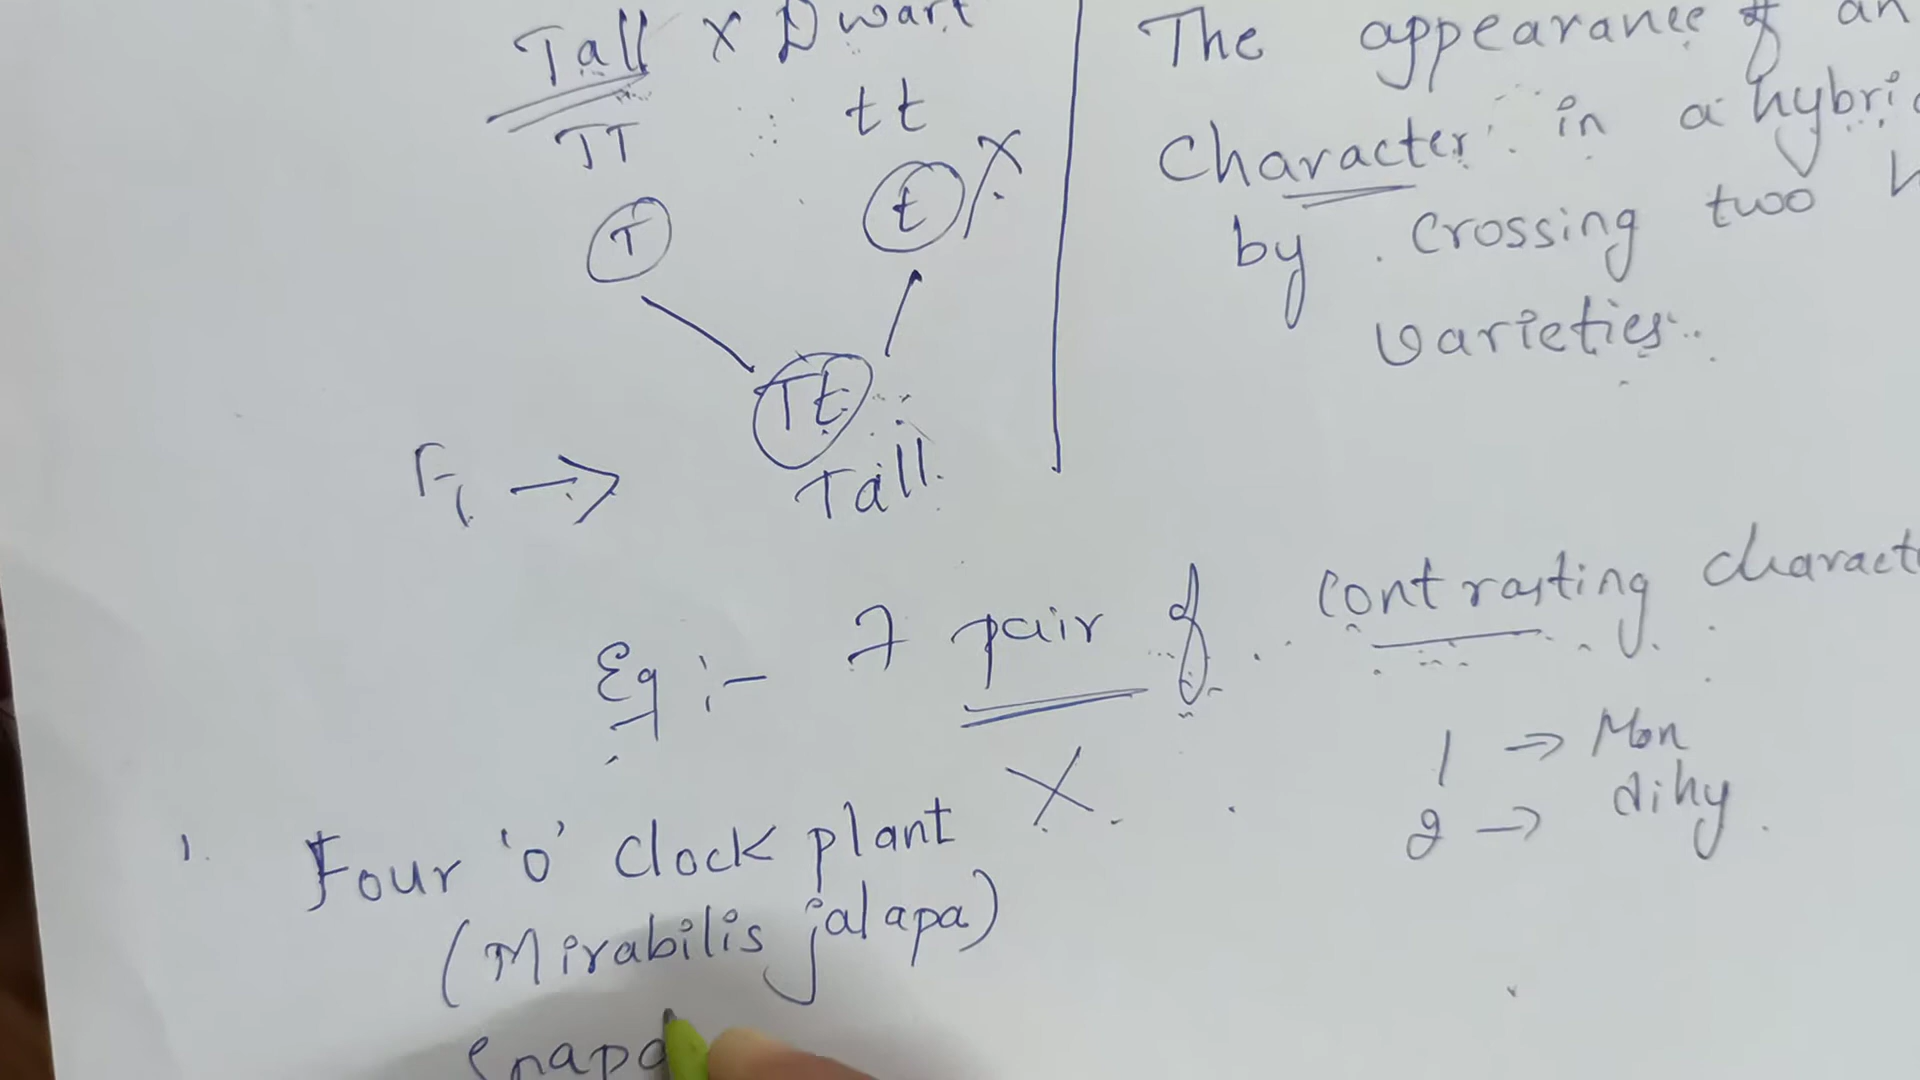 Tall x Dwarf
TT tt
T t x
Tt
F1 → Tall.
The appearance of an
character in a hybrid
by crossing two
varieties.
Eg :- 7 pair of contrasting charact
x
1 → Mon
2 → dihy
1. Four 'o' clock plant
(Mirabilis jalapa)
Snapd